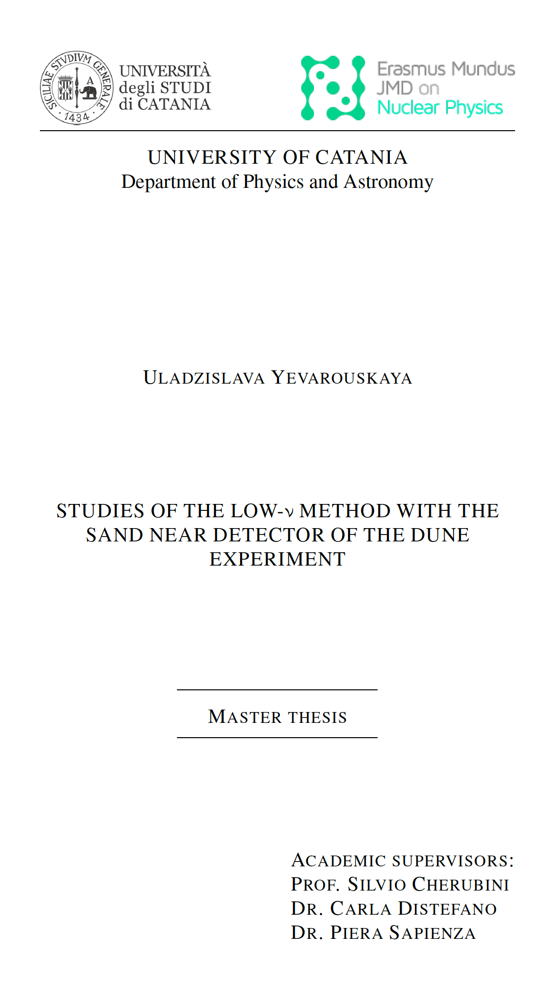 SICILIAE STVDIVM GENERALE
· 1434 ·
A
UNIVERSITÀ
degli STUDI
di CATANIA
Erasmus Mundus
JMD on
Nuclear Physics
UNIVERSITY OF CATANIA
Department of Physics and Astronomy
ULADZISLAVA YEVAROUSKAYA
STUDIES OF THE LOW-ν METHOD WITH THE
SAND NEAR DETECTOR OF THE DUNE
EXPERIMENT
MASTER THESIS
ACADEMIC SUPERVISORS:
PROF. SILVIO CHERUBINI
DR. CARLA DISTEFANO
DR. PIERA SAPIENZA